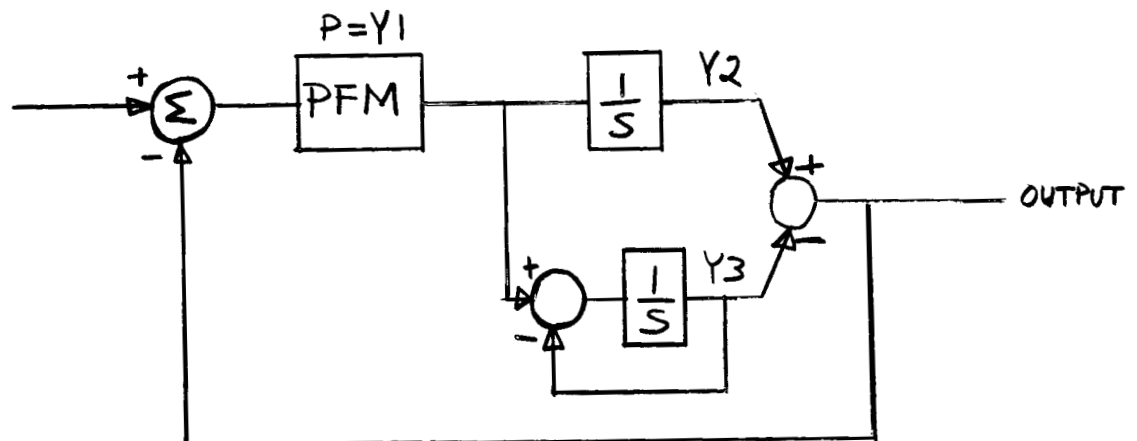 P=Y1
+
Σ
-
PFM
1
S
Y2
+
-
OUTPUT
+
-
1
S
Y3